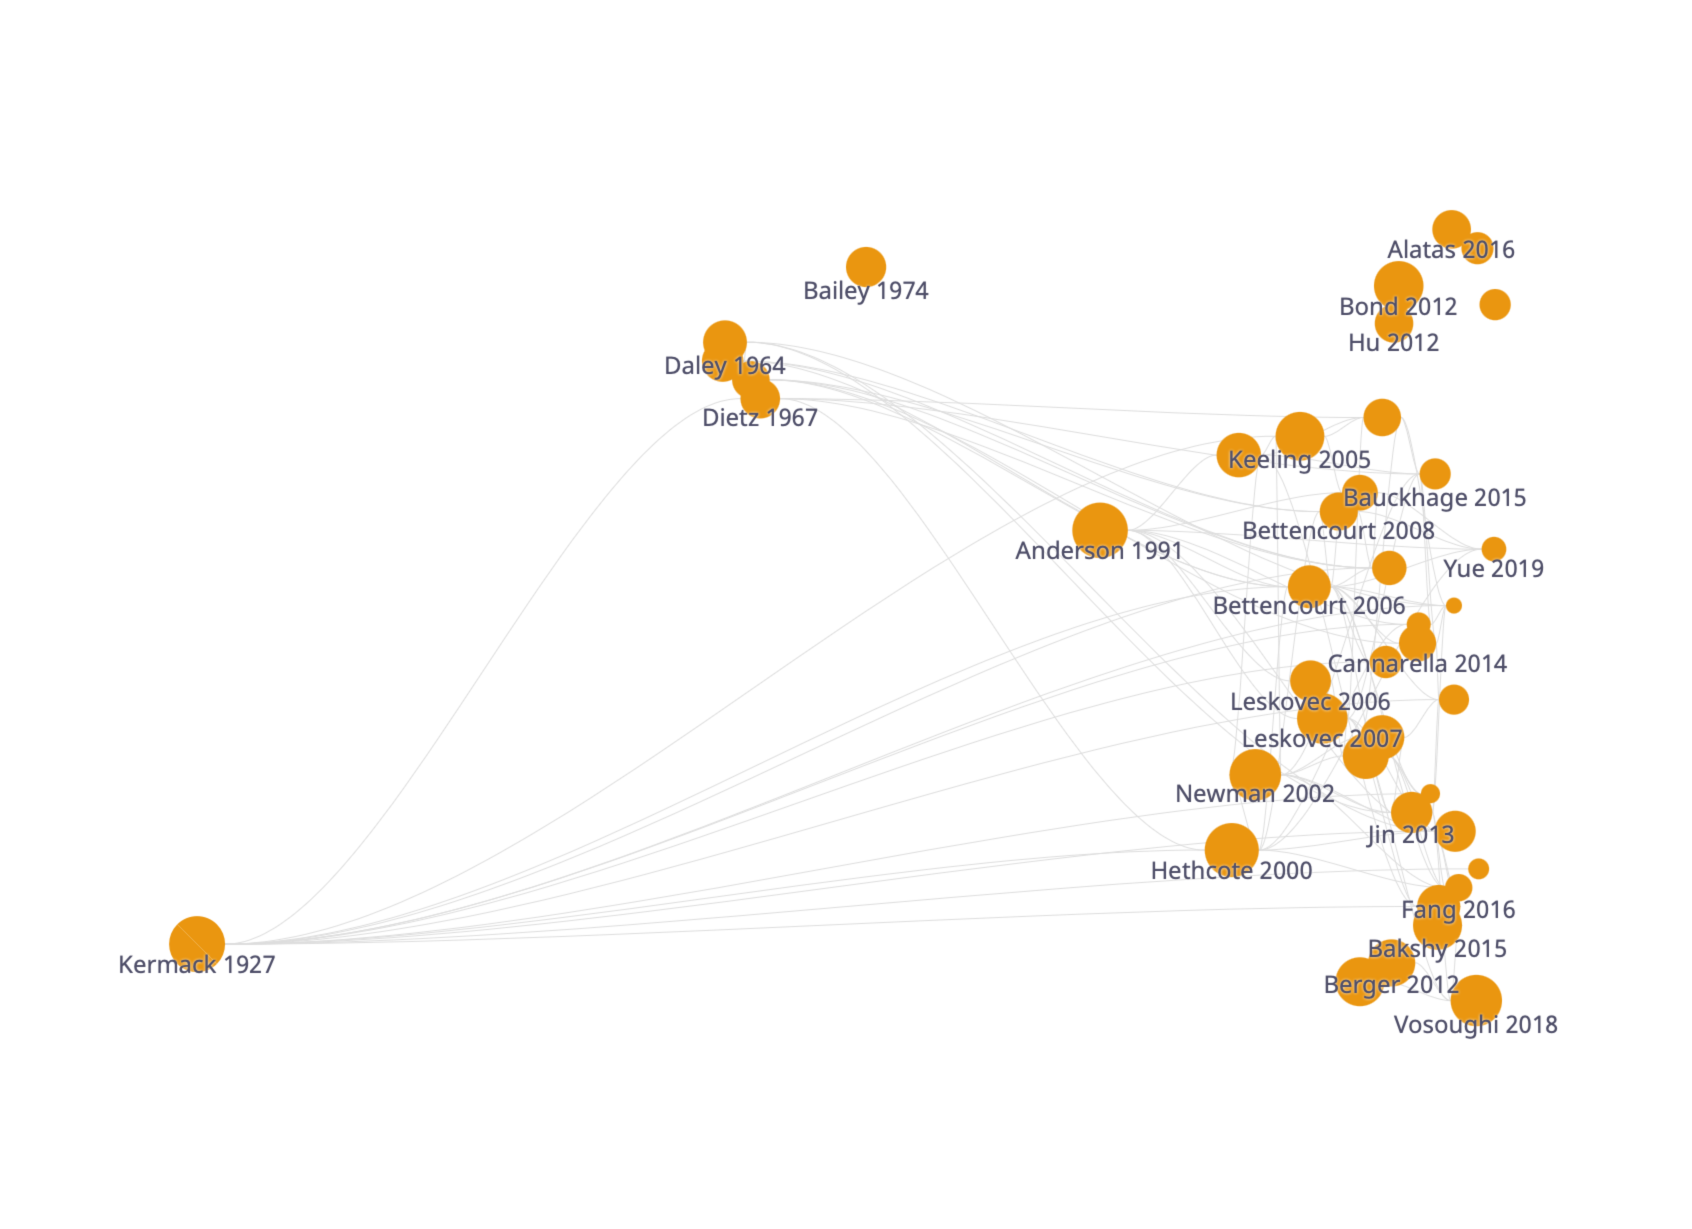 Alatas 2016
Bailey 1974
Bond 2012
Hu 2012
Daley 1964
Dietz 1967
Keeling 2005
Bauckhage 2015
Bettencourt 2008
Anderson 1991
Yue 2019
Bettencourt 2006
Cannarella 2014
Leskovec 2006
Leskovec 2007
Newman 2002
Jin 2013
Hethcote 2000
Fang 2016
Bakshy 2015
Kermack 1927
Berger 2012
Vosoughi 2018